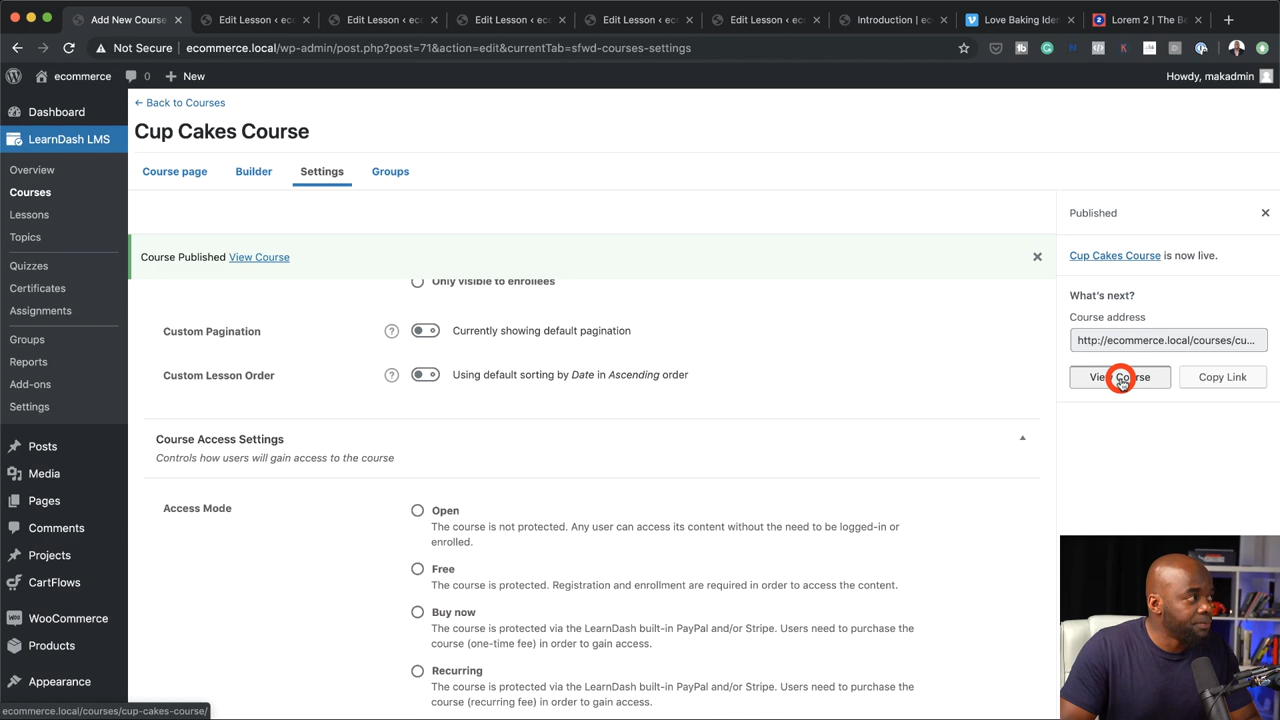 Add New Course
Edit Lesson ‹ eco
Edit Lesson ‹ ec
Edit Lesson ‹ ec
Edit Lesson ‹ ec
Edit Lesson ‹ ec
Introduction | ec
Love Baking Ide
Lorem 2 | The Be
Not Secure
ecommerce.local/wp-admin/post.php?post=71&action=edit&currentTab=sfwd-courses-settings
ecommerce
0
New
Howdy, makadmin
Dashboard
LearnDash LMS
Overview
Courses
Lessons
Topics
Quizzes
Certificates
Assignments
Groups
Reports
Add-ons
Settings
Posts
Media
Pages
Comments
Projects
CartFlows
WooCommerce
Products
Appearance
← Back to Courses
Cup Cakes Course
Course page
Builder
Settings
Groups
Course Published View Course
Only visible to enrollees
Custom Pagination
Currently showing default pagination
Custom Lesson Order
Using default sorting by Date in Ascending order
Course Access Settings
Controls how users will gain access to the course
Access Mode
Open
The course is not protected. Any user can access its content without the need to be logged-in or
enrolled.
Free
The course is protected. Registration and enrollment are required in order to access the content.
Buy now
The course is protected via the LearnDash built-in PayPal and/or Stripe. Users need to purchase the
course (one-time fee) in order to gain access.
Recurring
The course is protected via the LearnDash built-in PayPal and/or Stripe. Users need to purchase the
course (recurring fee) in order to gain access.
Published
Cup Cakes Course is now live.
What's next?
Course address
http://ecommerce.local/courses/cu...
View Course
Copy Link
ecommerce.local/courses/cup-cakes-course/